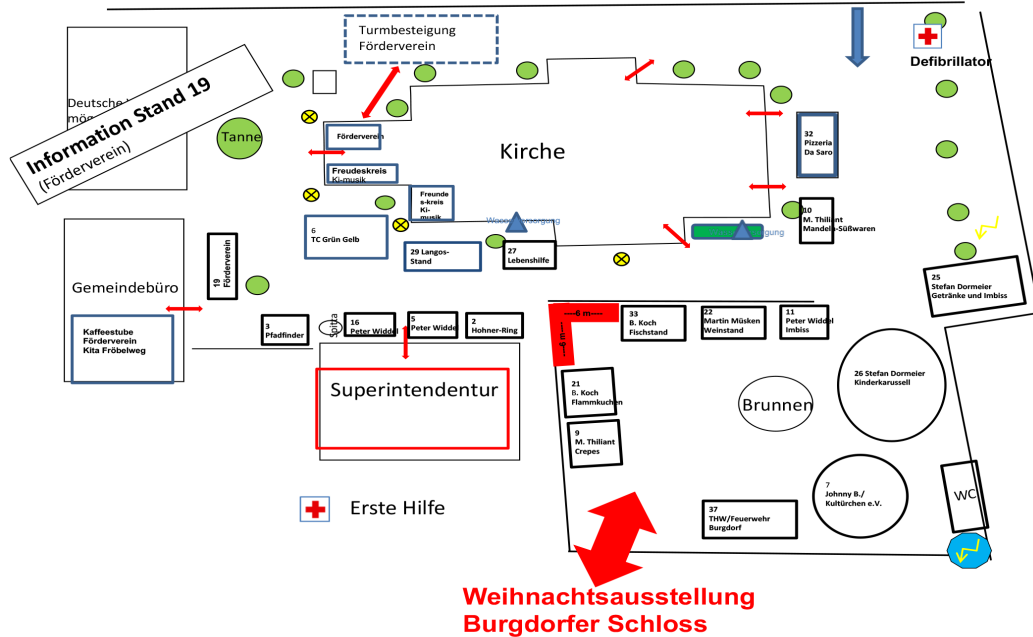 Turmbesteigung
Förderverein
Defibrillator
Deutsche
mög
Information Stand 19
(Förderverein)
Tanne
Förderverein
Kirche
32
Pizzeria
Da Saro
Freudeskreis
Ki-musik
Freunde
s-kreis
Ki-
musik
10
M. Thiliant
Mandeln-Süßwaren
6
TC Grün Gelb
29 Langos-
Stand
27
Lebenshilfe
19
Förderverein
Gemeindebüro
25
Stefan Dormeier
Getränke und Imbiss
Kaffeestube
Förderverein
Kita Fröbelweg
3
Pfadfinder
Spitta
16
Peter Widdel
5
Peter Widdel
2
Hohner-Ring
----6 m----
----6 m---
33
B. Koch
Fischstand
22
Martin Müsken
Weinstand
11
Peter Widdel
Imbiss
Superintendentur
21
B. Koch
Flammkuchen
26 Stefan Dormeier
Kinderkarussell
Brunnen
9
M. Thiliant
Crepes
Erste Hilfe
7
Johnny B./
Kultürchen e.V.
WC
37
THW/Feuerwehr
Burgdorf
Weihnachtsausstellung
Burgdorfer Schloss